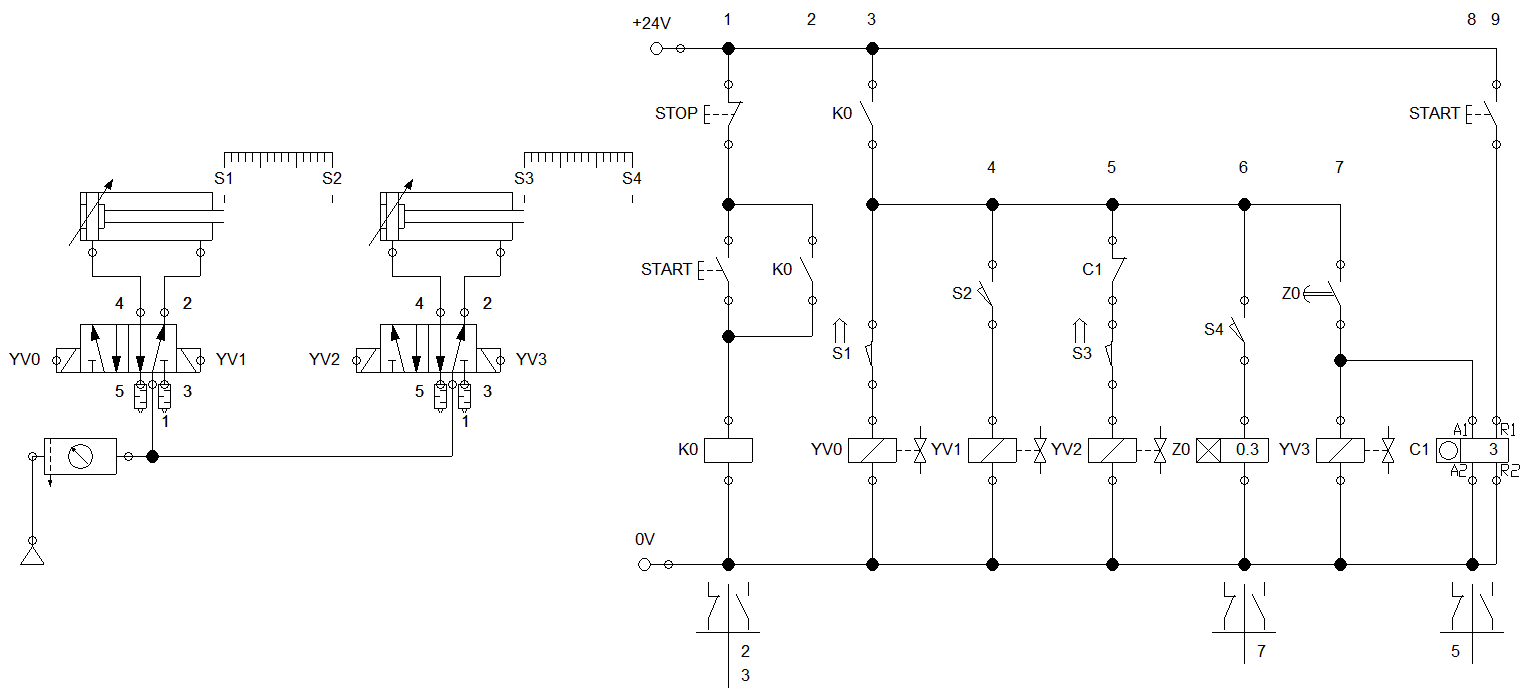 +24V 1 2 3 8 9
STOP K0 START
S1 S2 S3 S4
4 5 6 7
START K0 C1 S2 Z0
4 2 4 2
S1 S3 S4
YV0 YV1 YV2 YV3
5 3 5 3
1 1
A1 R1
K0 YV0 YV1 YV2 Z0 0.3 YV3 C1 3
A2 R2
0V
2 7 5
3